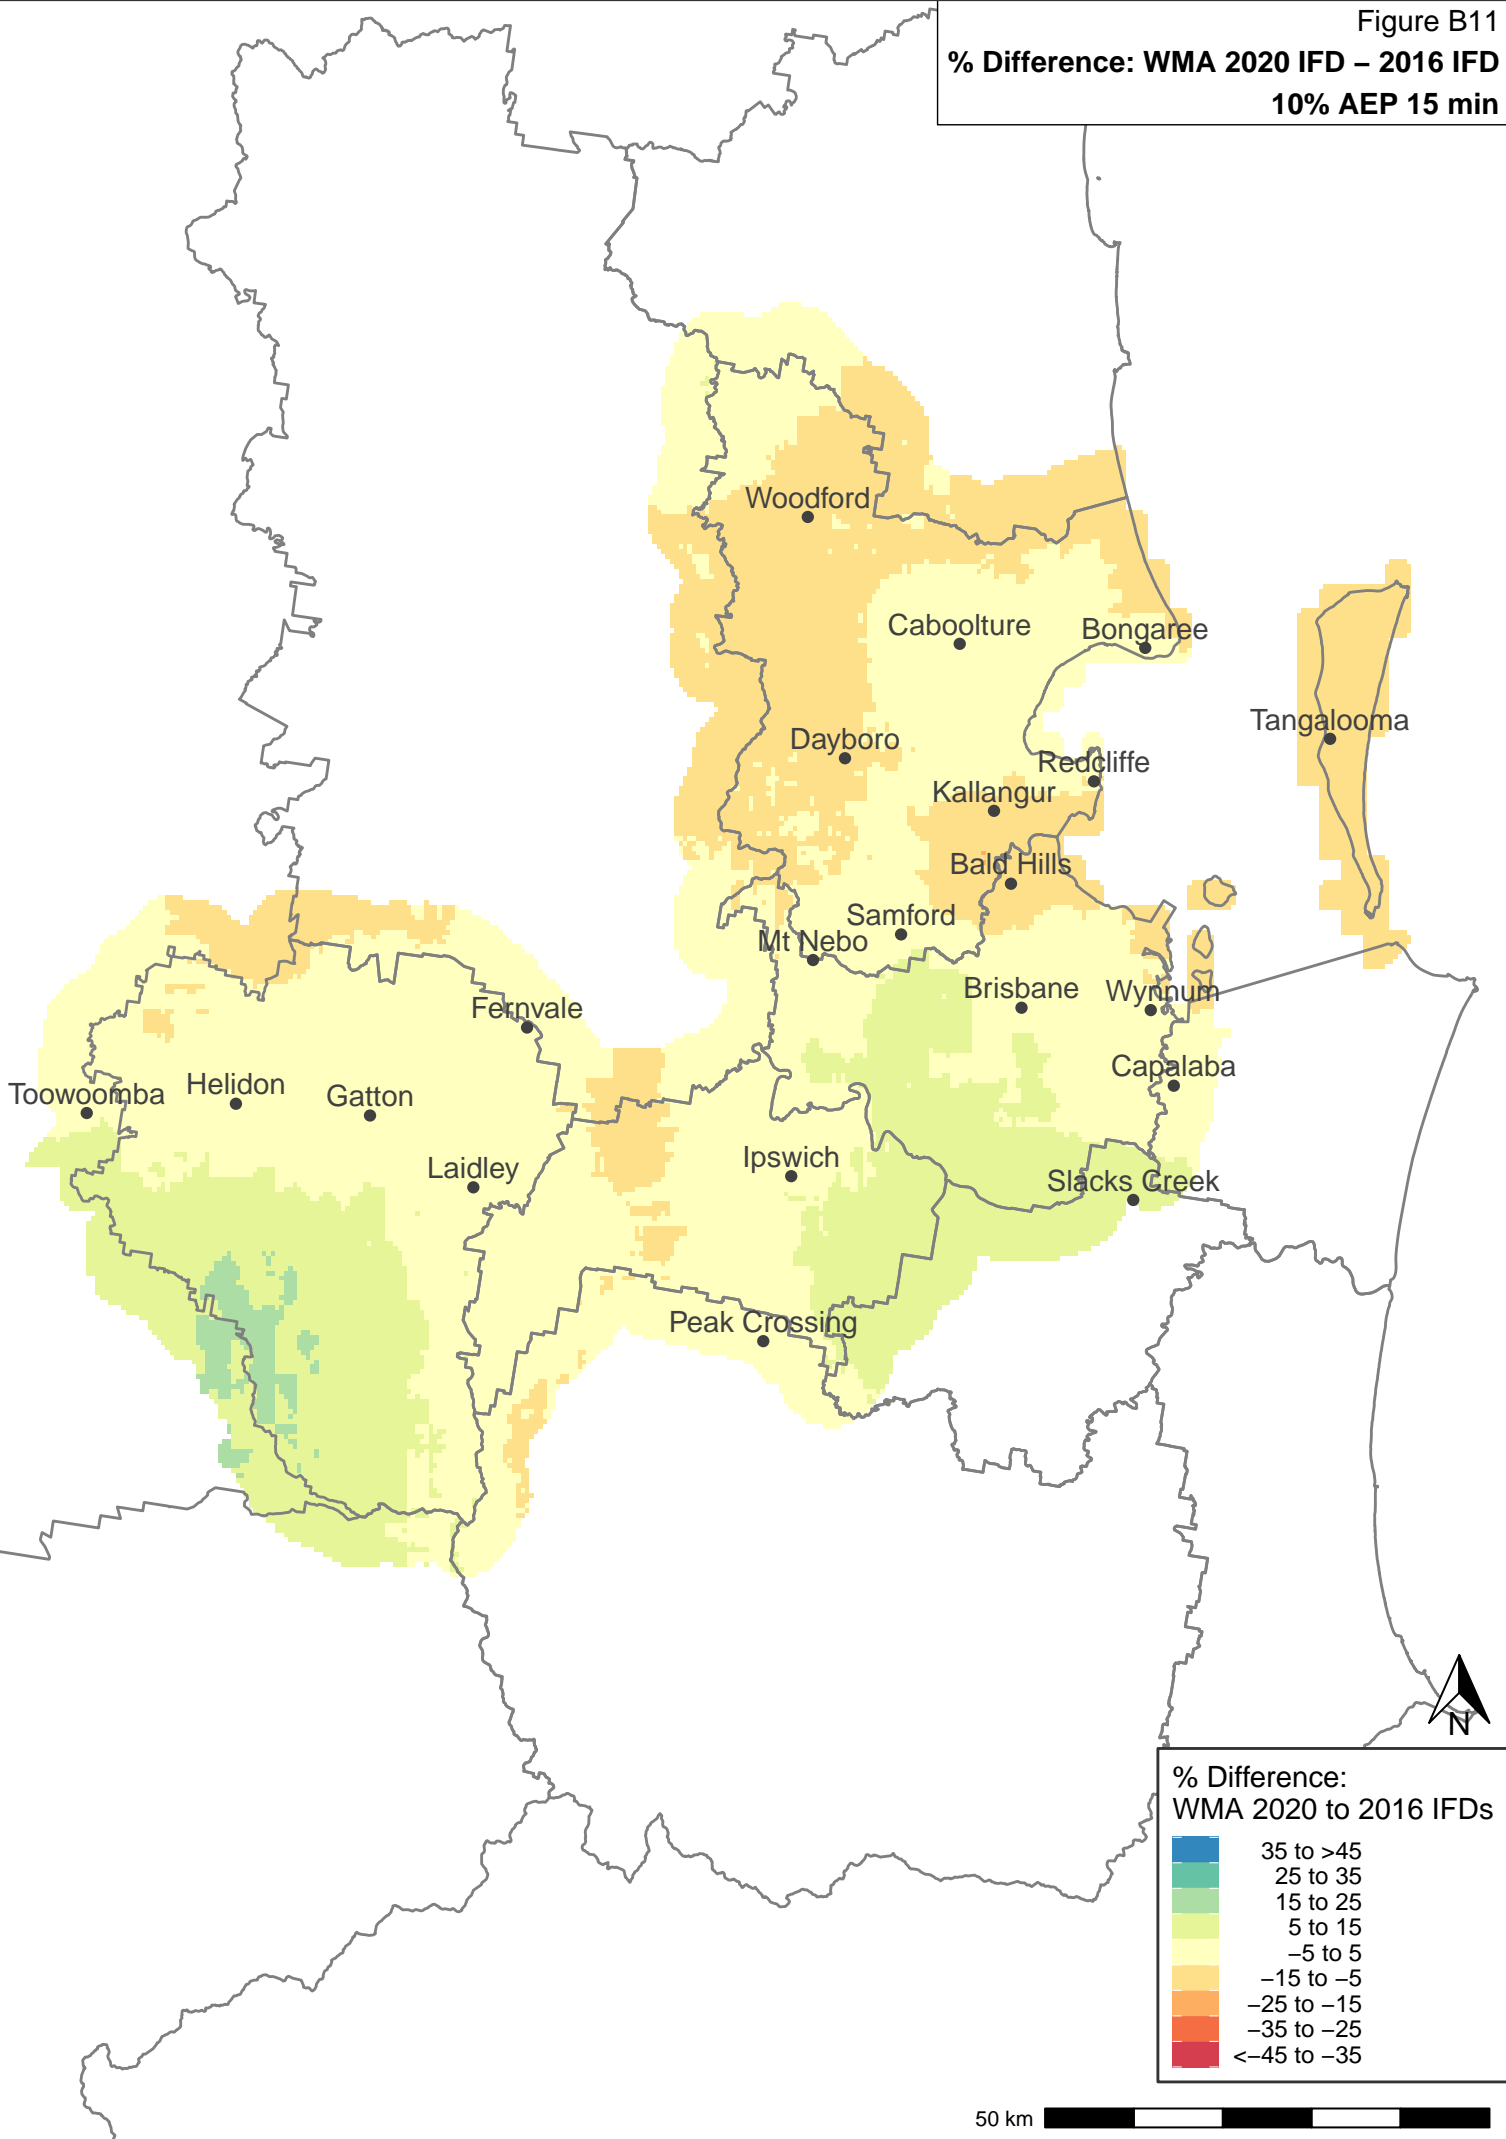 Figure B11
% Difference: WMA 2020 IFD – 2016 IFD
10% AEP 15 min
Woodford
Caboolture
Bongaree
Tangalooma
Dayboro
Redcliffe
Kallangur
Bald Hills
Samford
Mt Nebo
Brisbane
Wynnum
Fernvale
Capalaba
Toowoomba
Helidon
Gatton
Laidley
Ipswich
Slacks Creek
Peak Crossing
N
% Difference:
WMA 2020 to 2016 IFDs
35 to >45
25 to 35
15 to 25
5 to 15
−5 to 5
−15 to −5
−25 to −15
−35 to −25
<−45 to −35
50 km